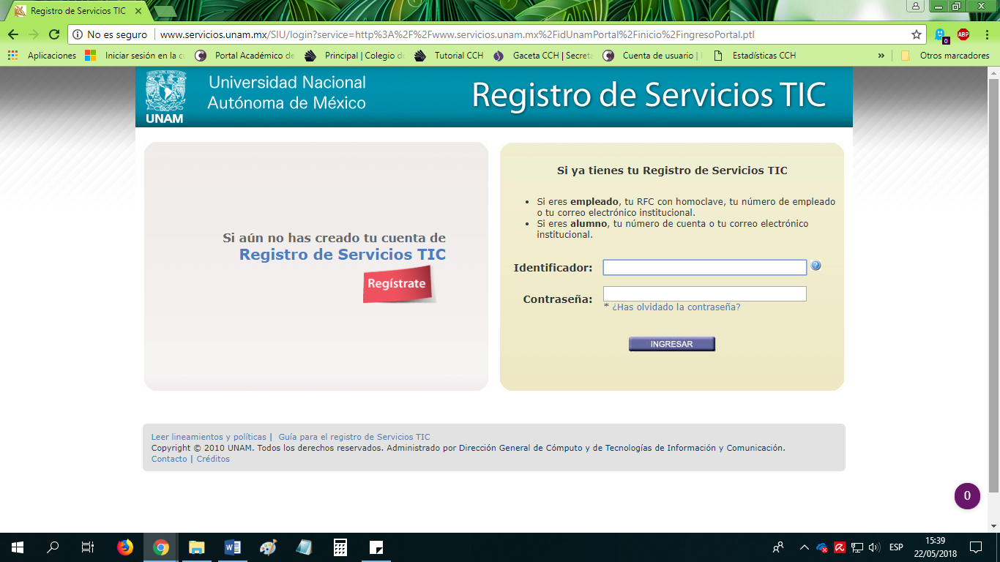 Registro de Servicios TIC
No es seguro
www.servicios.unam.mx/SIU/login?service=http%3A%2F%2Fwww.servicios.unam.mx%2FidUnamPortal%2Finicio%2FingresoPortal.ptl
ABP
0
Aplicaciones
Iniciar sesión en la cu
Portal Académico de
Principal | Colegio de
Tutorial CCH
Gaceta CCH | Secreta
Cuenta de usuario |
Estadísticas CCH
»
Otros marcadores
UNAM
Universidad Nacional
Autónoma de México
Registro de Servicios TIC
Si aún no has creado tu cuenta de
Registro de Servicios TIC
Regístrate
Si ya tienes tu Registro de Servicios TIC
• Si eres empleado, tu RFC con homoclave, tu número de empleado
o tu correo electrónico institucional.
• Si eres alumno, tu número de cuenta o tu correo electrónico
institucional.
Identificador:
?
Contraseña:
* ¿Has olvidado la contraseña?
INGRESAR
Leer lineamientos y políticas | Guía para el registro de Servicios TIC
Copyright © 2010 UNAM. Todos los derechos reservados. Administrado por Dirección General de Cómputo y de Tecnologías de Información y Comunicación.
Contacto | Créditos
0
ESP
15:39
22/05/2018